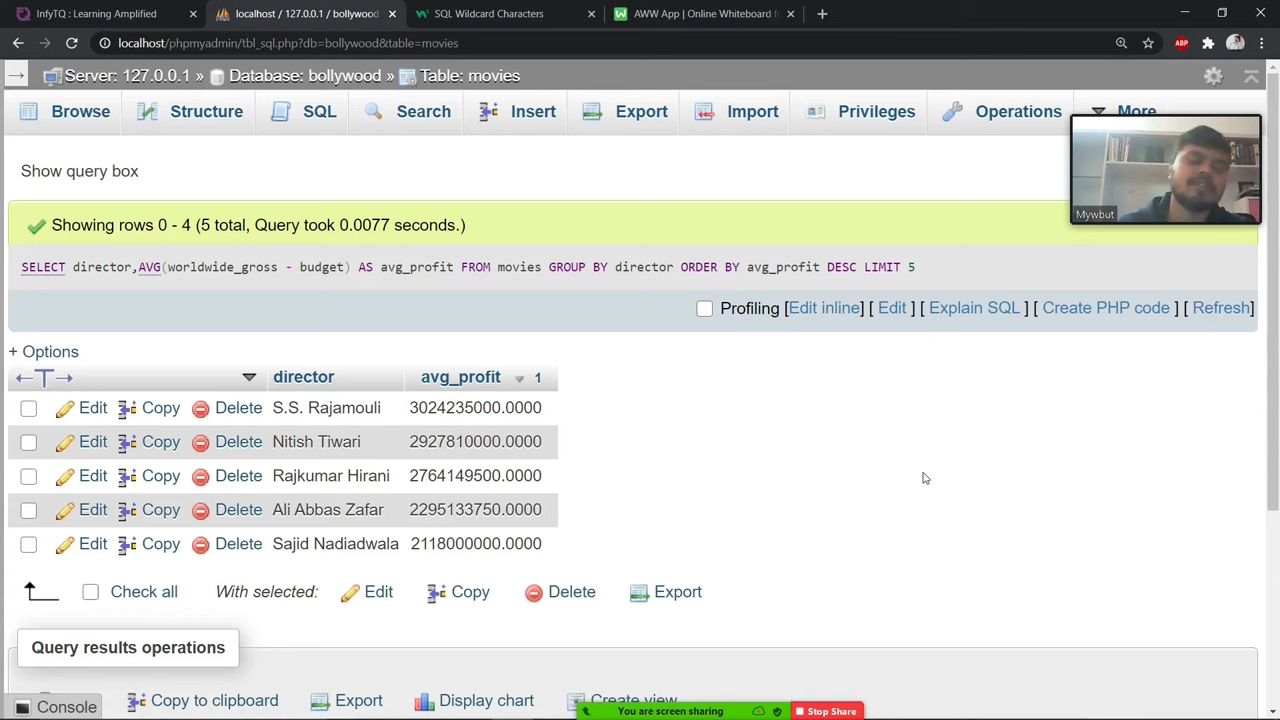 InfyTQ : Learning Amplified
localhost / 127.0.0.1 / bollywood
SQL Wildcard Characters
AWW App | Online Whiteboard for
localhost/phpmyadmin/tbl_sql.php?db=bollywood&table=movies
ABP
Server: 127.0.0.1 » Database: bollywood » Table: movies
Browse Structure SQL Search Insert Export Import Privileges Operations More
Mywbut
Show query box
Showing rows 0 - 4 (5 total, Query took 0.0077 seconds.)
SELECT director,AVG(worldwide_gross - budget) AS avg_profit FROM movies GROUP BY director ORDER BY avg_profit DESC LIMIT 5
Profiling [Edit inline] [ Edit ] [ Explain SQL ] [ Create PHP code ] [ Refresh]
+ Options
←T→ director avg_profit 1
Edit Copy Delete S.S. Rajamouli 3024235000.0000
Edit Copy Delete Nitish Tiwari 2927810000.0000
Edit Copy Delete Rajkumar Hirani 2764149500.0000
Edit Copy Delete Ali Abbas Zafar 2295133750.0000
Edit Copy Delete Sajid Nadiadwala 2118000000.0000
Check all With selected: Edit Copy Delete Export
Query results operations
Copy to clipboard Export Display chart Create view
Console
You are screen sharing Stop Share